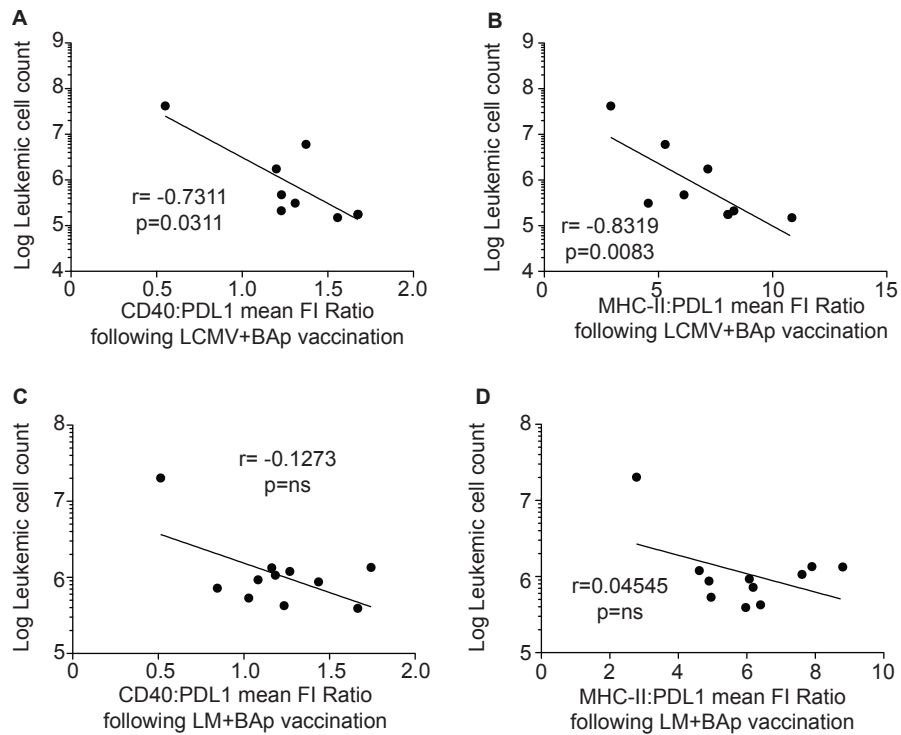 A
Log Leukemic cell count
9
8
7
6
5
4
r= -0.7311
p=0.0311
0 0.5 1.0 1.5 2.0
CD40:PDL1 mean FI Ratio
following LCMV+BAp vaccination
B
Log Leukemic cell count
9
8
7
6
5
4
r= -0.8319
p=0.0083
0 5 10 15
MHC-II:PDL1 mean FI Ratio
following LCMV+BAp vaccination
C
Log Leukemic cell count
8
7
6
5
r= -0.1273
p=ns
0 0.5 1.0 1.5 2.0
CD40:PDL1 mean FI Ratio
following LM+BAp vaccination
D
Log Leukemic cell count
8
7
6
5
r=0.04545
p=ns
0 2 4 6 8 10
MHC-II:PDL1 mean FI Ratio
following LM+BAp vaccination